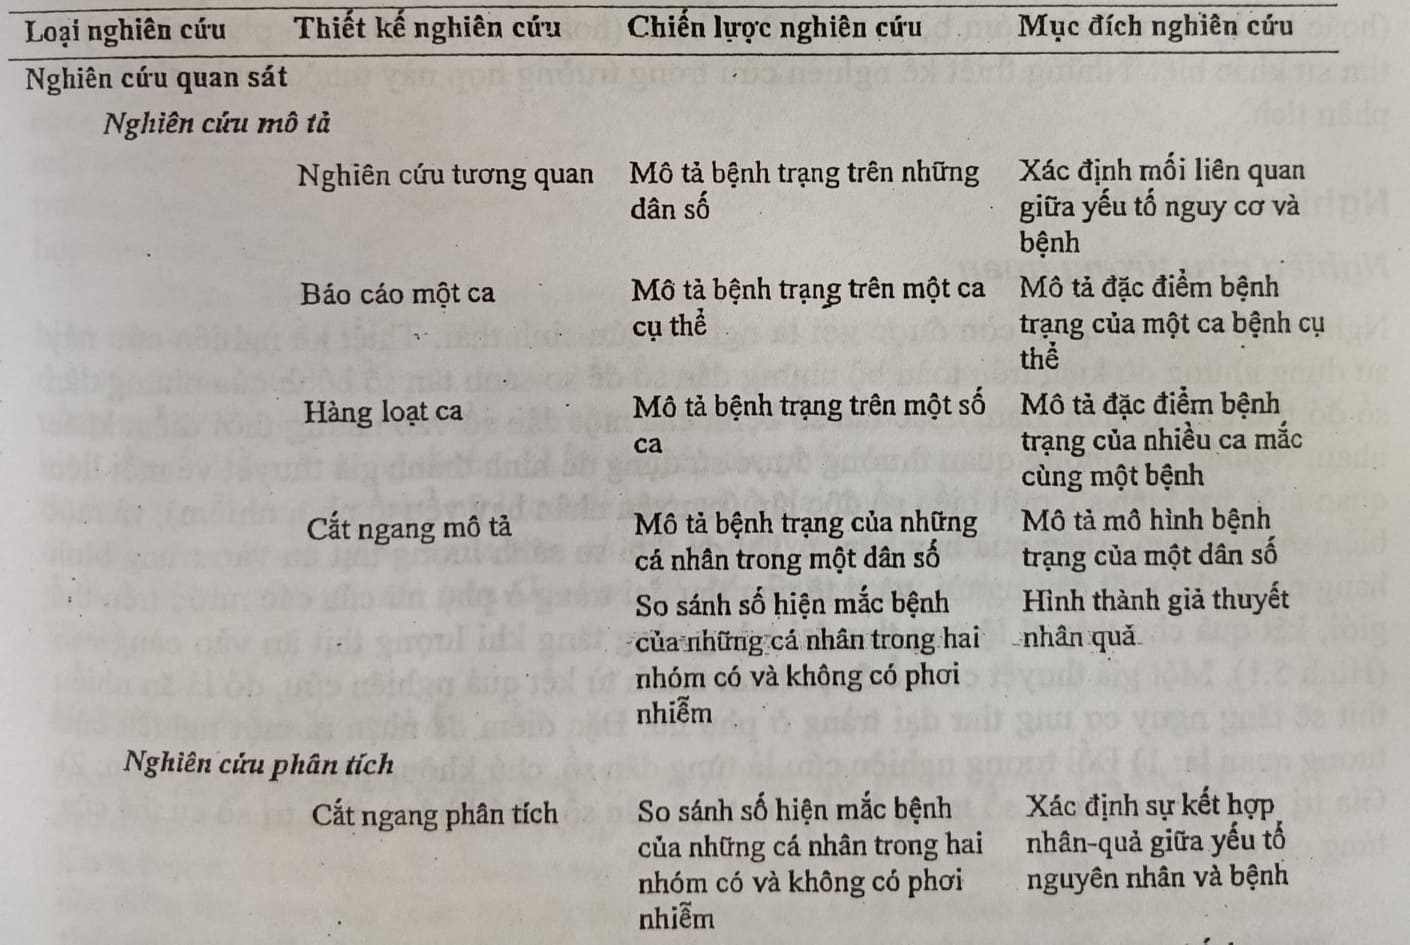 Loại nghiên cứu Thiết kế nghiên cứu Chiến lược nghiên cứu Mục đích nghiên cứu
Nghiên cứu quan sát
Nghiên cứu mô tả
Nghiên cứu tương quan Mô tả bệnh trạng trên những Xác định mối liên quan
dân số giữa yếu tố nguy cơ và
bệnh
Báo cáo một ca Mô tả bệnh trạng trên một ca Mô tả đặc điểm bệnh
cụ thể trạng của một ca bệnh cụ
thể
Hàng loạt ca Mô tả bệnh trạng trên một số Mô tả đặc điểm bệnh
ca trạng của nhiều ca mắc
cùng một bệnh
Cắt ngang mô tả Mô tả bệnh trạng của những Mô tả mô hình bệnh
cá nhân trong một dân số trạng của một dân số
So sánh số hiện mắc bệnh Hình thành giả thuyết
của những cá nhân trong hai nhân quả
nhóm có và không có phơi
nhiễm
Nghiên cứu phân tích
Cắt ngang phân tích So sánh số hiện mắc bệnh Xác định sự kết hợp
của những cá nhân trong hai nhân-quả giữa yếu tố
nhóm có và không có phơi nguyên nhân và bệnh
nhiễm